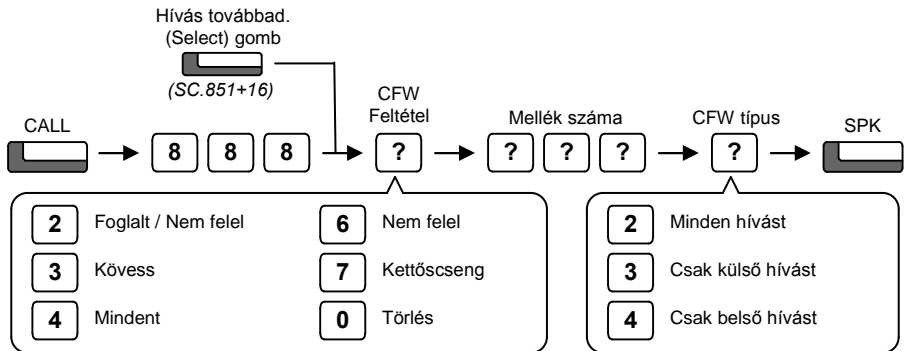 Hívás továbbad.
(Select) gomb
(SC.851+16)
CFW
Feltétel
Mellék száma
CFW típus
CALL
SPK
8 8 8 ? ? ? ? ?
2 Foglalt / Nem felel
6 Nem felel
3 Kövess
7 Kettőscseng
4 Mindent
0 Törlés
2 Minden hívást
3 Csak külső hívást
4 Csak belső hívást